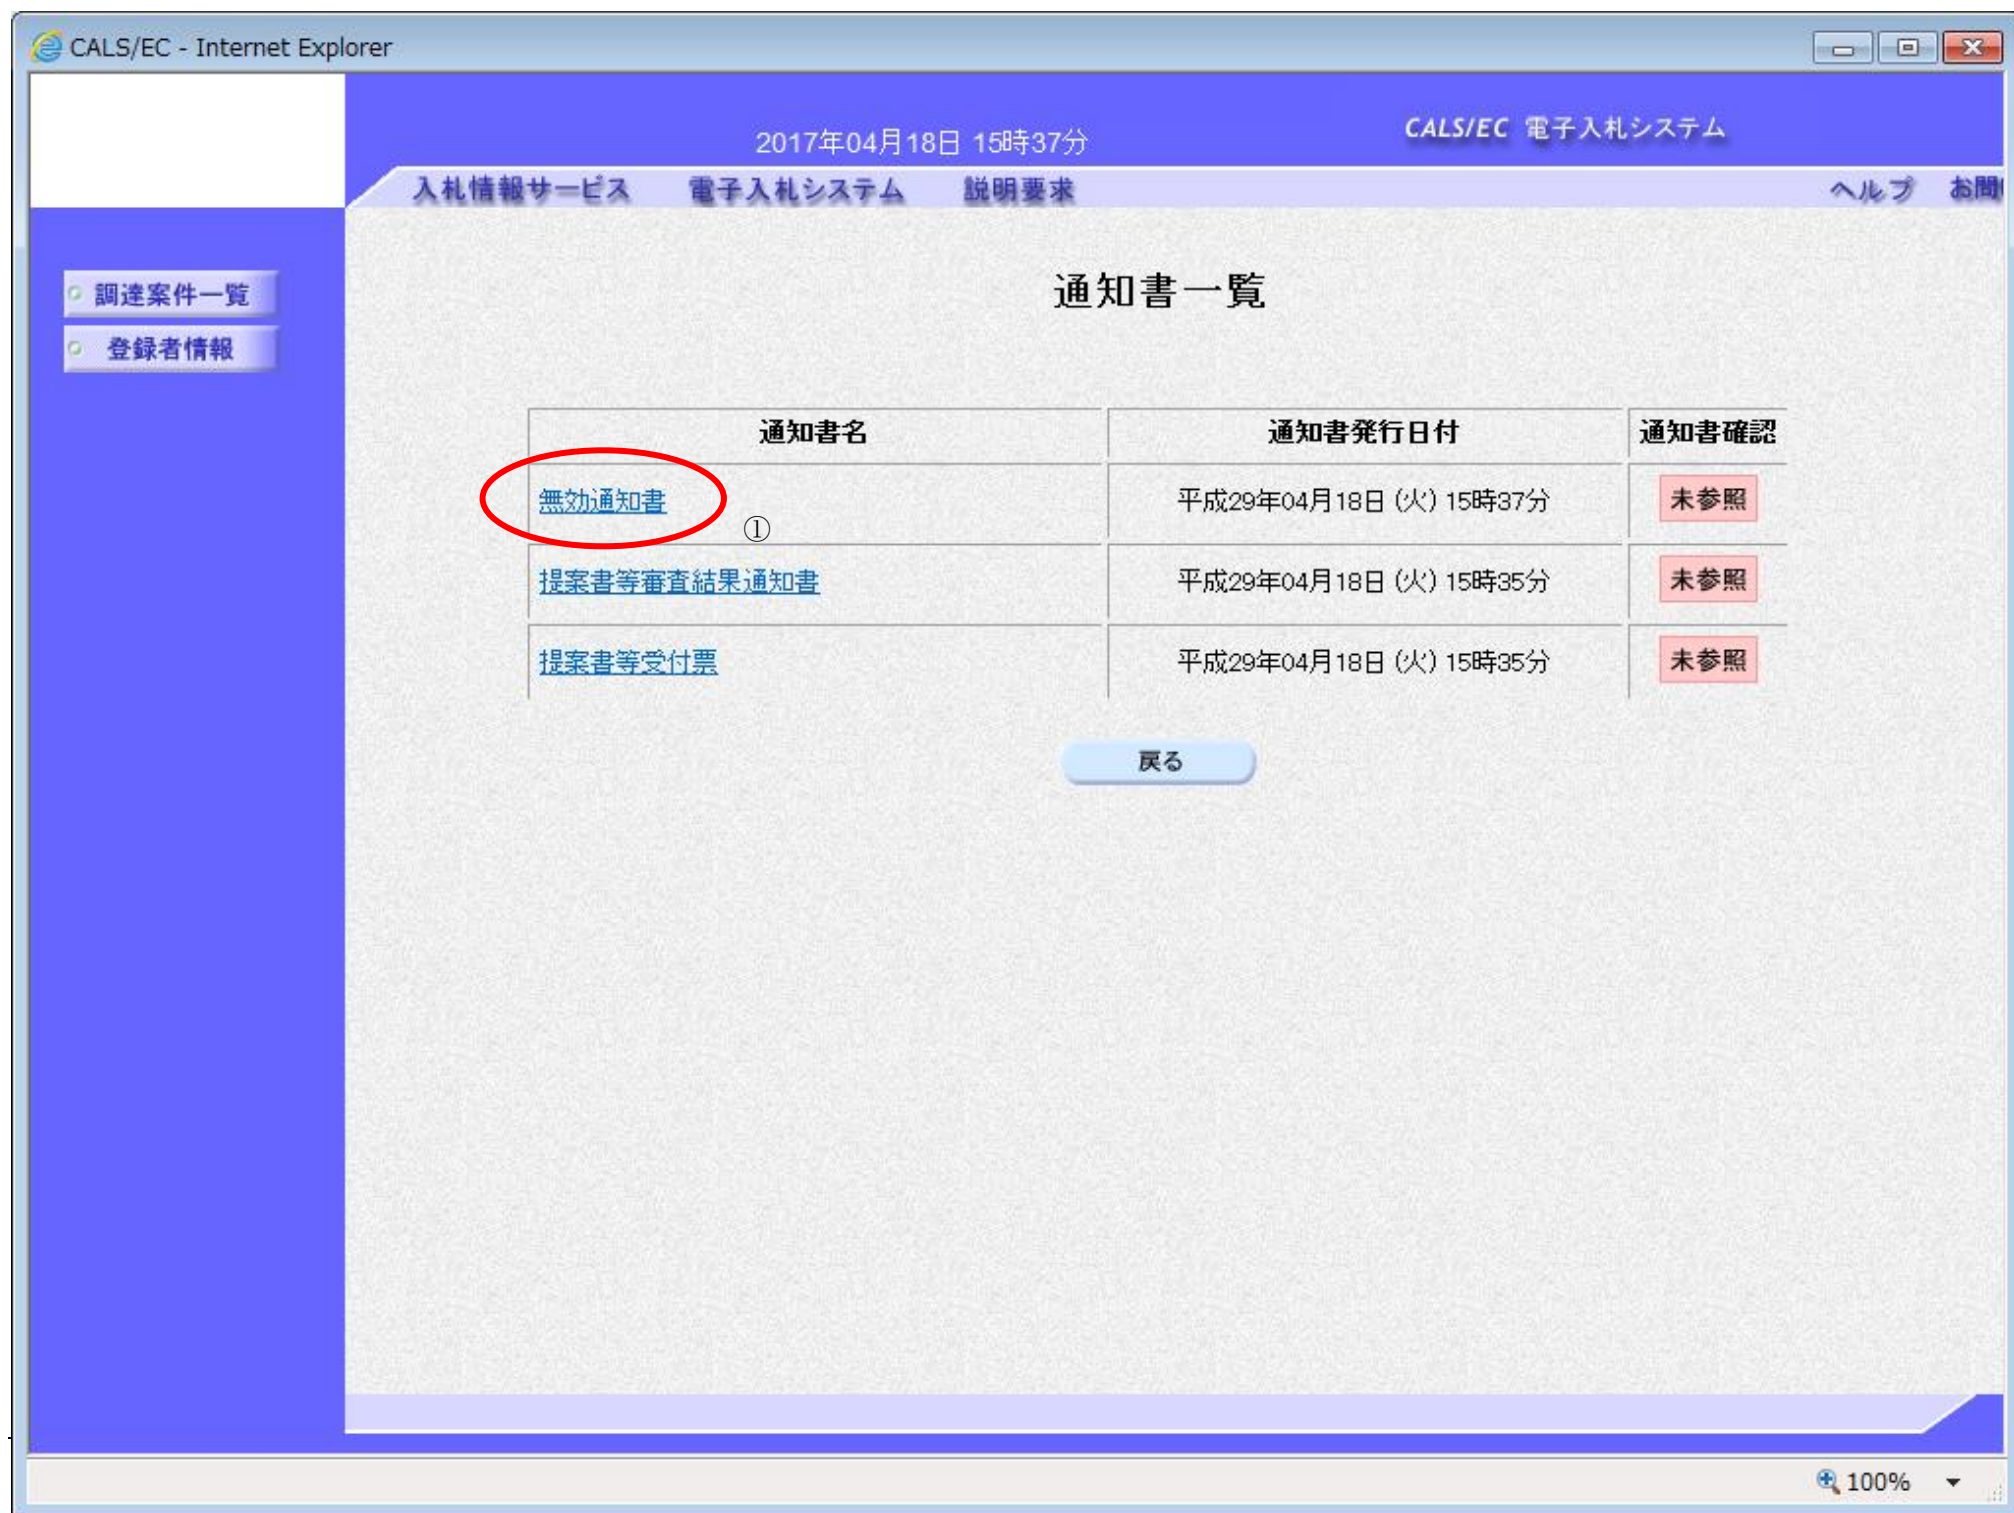 CALS/EC - Internet Explorer
2017年04月18日 15時37分
CALS/EC 電子入札システム
入札情報サービス 電子入札システム 説明要求 ヘルプ お問
調達案件一覧
登録者情報
通知書一覧
通知書名 通知書発行日付 通知書確認
無効通知書 平成29年04月18日 (火) 15時37分 未参照
①
提案書等審査結果通知書 平成29年04月18日 (火) 15時35分 未参照
提案書等受付票 平成29年04月18日 (火) 15時35分 未参照
戻る
100%